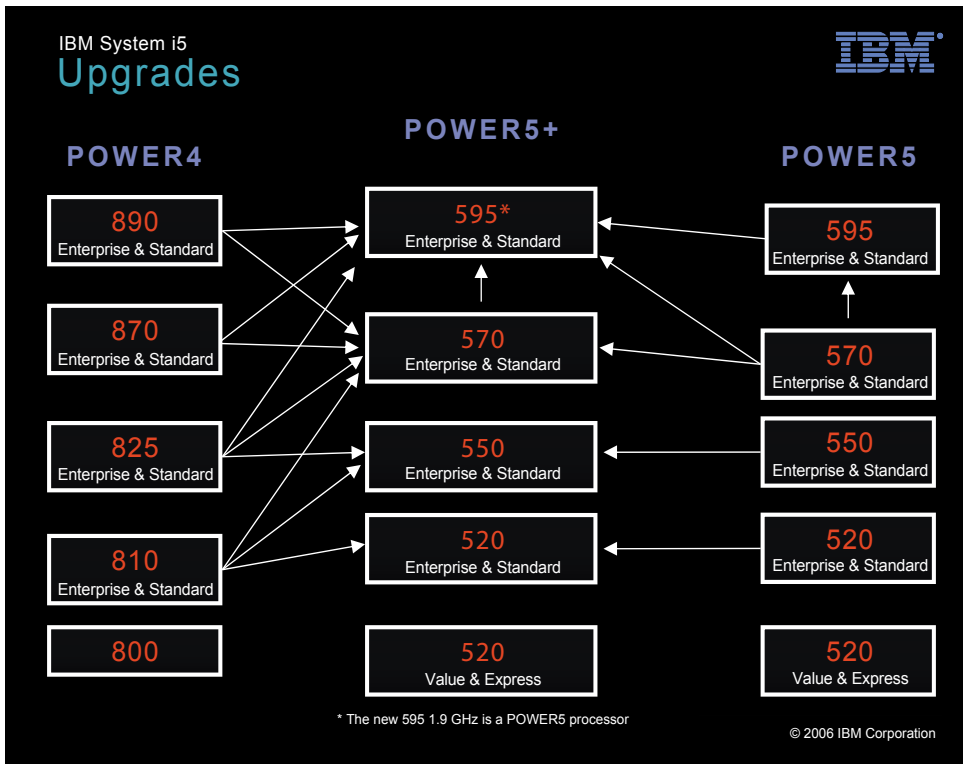 IBM System i5
Upgrades
IBM
POWER4
POWER5+
POWER5
890
Enterprise & Standard
870
Enterprise & Standard
825
Enterprise & Standard
810
Enterprise & Standard
800
595*
Enterprise & Standard
570
Enterprise & Standard
550
Enterprise & Standard
520
Enterprise & Standard
520
Value & Express
595
Enterprise & Standard
570
Enterprise & Standard
550
Enterprise & Standard
520
Enterprise & Standard
520
Value & Express
* The new 595 1.9 GHz is a POWER5 processor
© 2006 IBM Corporation